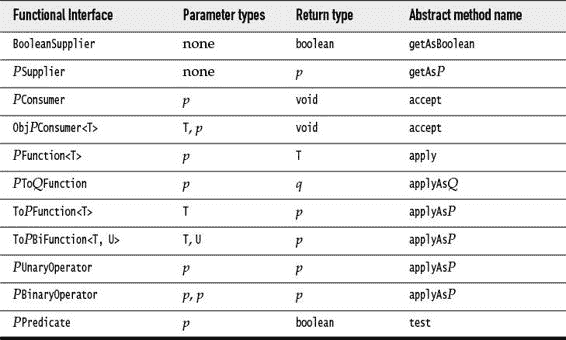 Functional Interface Parameter types Return type Abstract method name
BooleanSupplier none boolean getAsBoolean
PSupplier none p getAsP
PConsumer p void accept
ObjPConsumer<T> T, p void accept
PFunction<T> p T apply
PToQFunction p q applyAsQ
ToPFunction<T> T p applyAsP
ToPBiFunction<T, U> T, U p applyAsP
PUnaryOperator p p applyAsP
PBinaryOperator p, p p applyAsP
PPredicate p boolean test